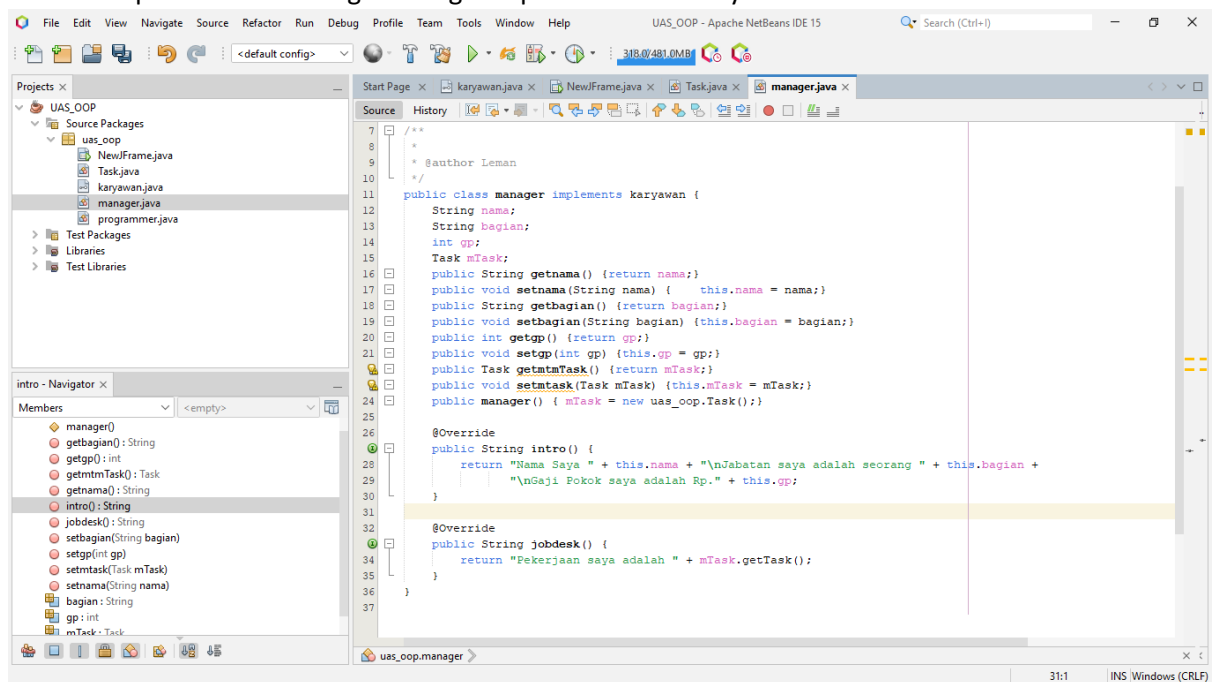 File Edit View Navigate Source Refactor Run Debug Profile Team Tools Window Help UAS_OOP - Apache NetBeans IDE 15 Search (Ctrl+I)
<default config> 318.0/481.0MB
Projects
UAS_OOP
Source Packages
uas_oop
NewJFrame.java
Task.java
karyawan.java
manager.java
programmer.java
Test Packages
Libraries
Test Libraries
intro - Navigator
Members <empty>
manager()
getbagian() : String
getgp() : int
getmtmTask() : Task
getnama() : String
intro() : String
jobdesk() : String
setbagian(String bagian)
setgp(int gp)
setmtask(Task mTask)
setnama(String nama)
bagian : String
gp : int
mTask : Task
Start Page karyawan.java NewJFrame.java Task.java manager.java
Source History
7 /**
8 *
9 * @author Leman
10 */
11 public class manager implements karyawan {
12 String nama;
13 String bagian;
14 int gp;
15 Task mTask;
16 public String getnama() {return nama;}
17 public void setnama(String nama) { this.nama = nama;}
18 public String getbagian() {return bagian;}
19 public void setbagian(String bagian) {this.bagian = bagian;}
20 public int getgp() {return gp;}
21 public void setgp(int gp) {this.gp = gp;}
public Task getmtmTask() {return mTask;}
public void setmtask(Task mTask) {this.mTask = mTask;}
24 public manager() { mTask = new uas_oop.Task();}
25
26 @Override
public String intro() {
28 return "Nama Saya " + this.nama + "\nJabatan saya adalah seorang " + this.bagian +
29 "\nGaji Pokok saya adalah Rp." + this.gp;
30 }
31
32 @Override
public String jobdesk() {
34 return "Pekerjaan saya adalah " + mTask.getTask();
35 }
36 }
37
uas_oop.manager
31:1 INS Windows (CRLF)